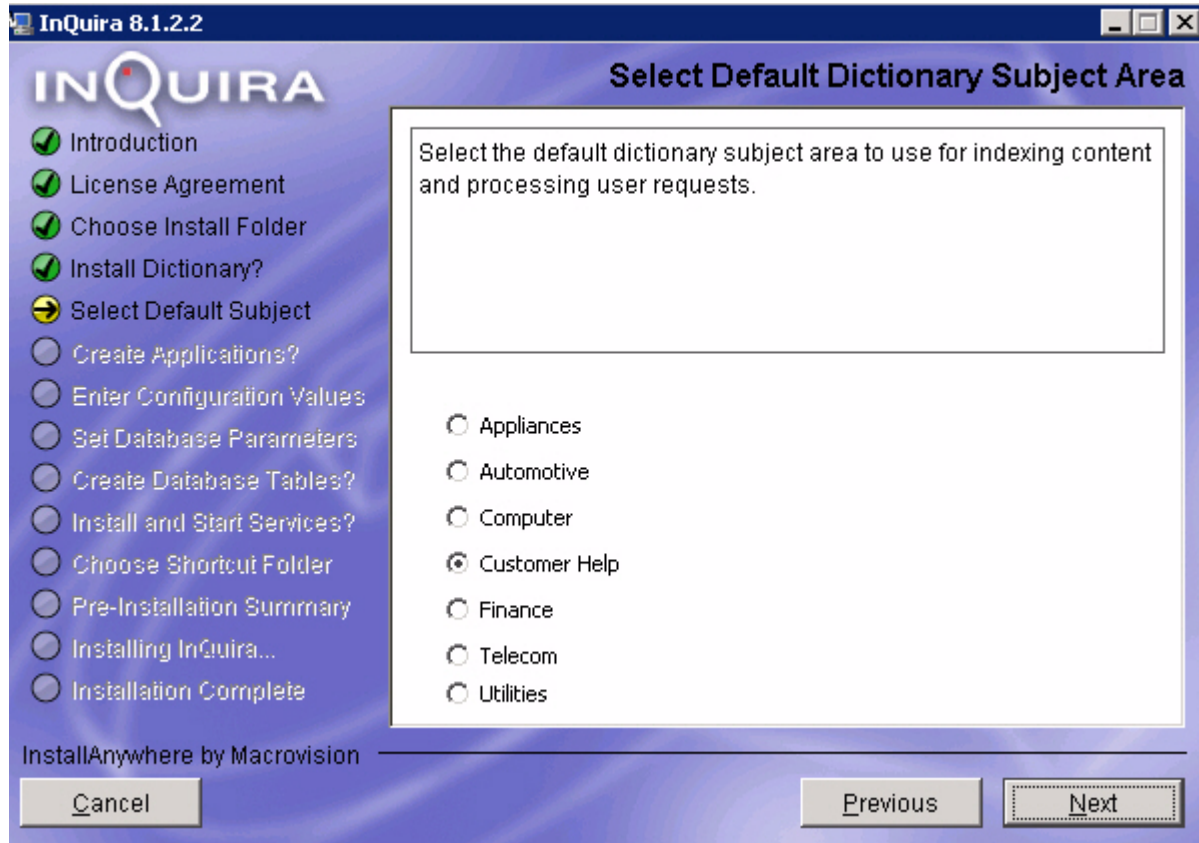 InQuira 8.1.2.2
INQUIRA
Select Default Dictionary Subject Area
Introduction
License Agreement
Choose Install Folder
Install Dictionary?
Select Default Subject
Create Applications?
Enter Configuration Values
Set Database Parameters
Create Database Tables?
Install and Start Services?
Choose Shortcut Folder
Pre-Installation Summary
Installing InQuira...
Installation Complete
Select the default dictionary subject area to use for indexing content
and processing user requests.
Appliances
Automotive
Computer
Customer Help
Finance
Telecom
Utilities
InstallAnywhere by Macrovision
Cancel
Previous
Next